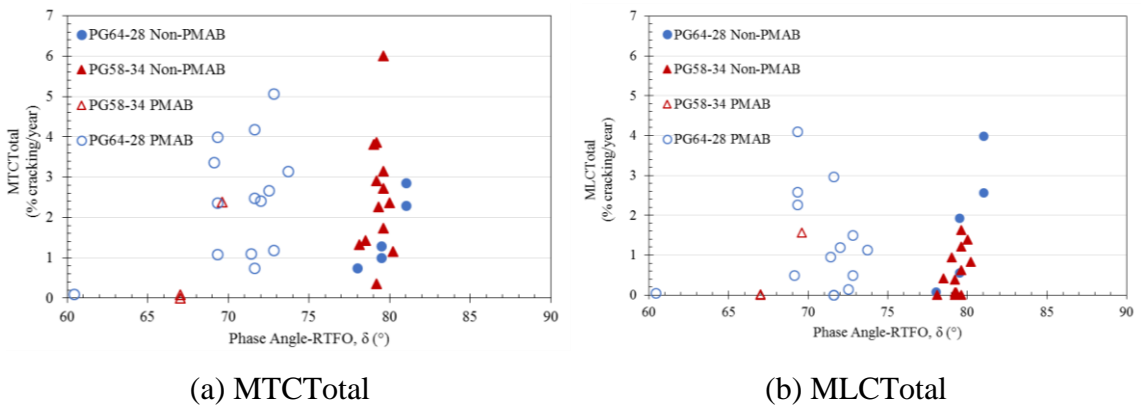 7
6
5
4
3
2
1
0
MTCTotal
(% cracking/year)
PG64-28 Non-PMAB
PG58-34 Non-PMAB
PG58-34 PMAB
PG64-28 PMAB
60 65 70 75 80 85 90
Phase Angle-RTFO, δ (°)
(a) MTCTotal
7
6
5
4
3
2
1
0
MLCTotal
(% cracking/year)
PG64-28 Non-PMAB
PG58-34 Non-PMAB
PG58-34 PMAB
PG64-28 PMAB
60 65 70 75 80 85 90
Phase Angle-RTFO, δ (°)
(b) MLCTotal